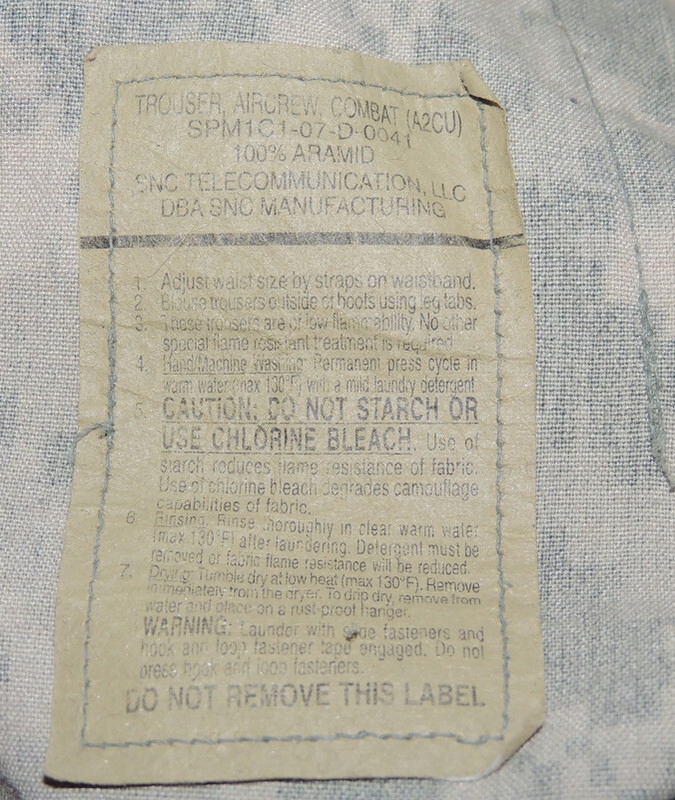 TROUSER, AIRCREW, COMBAT (A2CU)
SPM1C1-07-D-0041
100% ARAMID
SNC TELECOMMUNICATION, LLC
DBA SNC MANUFACTURING
1. Adjust waist size by straps on waistband.
2. Blouse trousers outside of boots using leg tabs.
3. These trousers are of low flammability. No other
special flame resistant treatment is required.
4. Hand/Machine Washing: Permanent press cycle in
warm water (max 130°F) with a mild laundry detergent.
5. CAUTION: DO NOT STARCH OR
USE CHLORINE BLEACH. Use of
starch reduces flame resistance of fabric.
Use of chlorine bleach degrades camouflage
capabilities of fabric.
6. Rinsing: Rinse thoroughly in clear warm water
(max 130°F) after laundering. Detergent must be
removed or fabric flame resistance will be reduced.
7. Drying: Tumble dry at low heat (max 130°F). Remove
immediately from the dryer. To drip dry, remove from
water and place on a rust-proof hanger.
WARNING: Launder with slide fasteners and
hook and loop fastener tape engaged. Do not
press hook and loop fasteners.
DO NOT REMOVE THIS LABEL